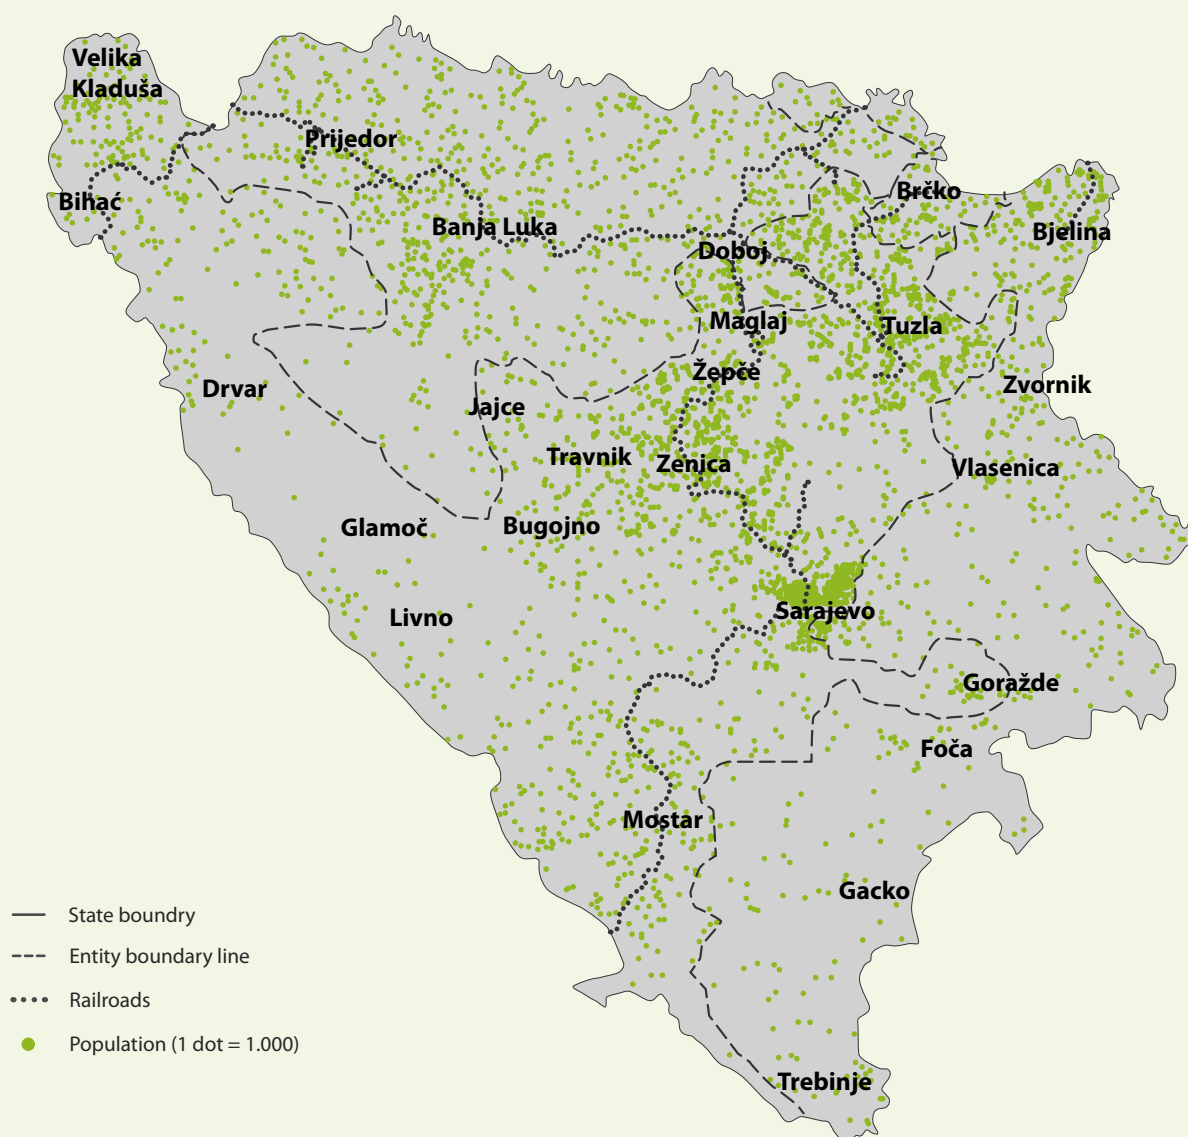 Velika
Kladuša
Prijedor
Bihać
Brčko
Banja Luka
Bjelina
Doboj
Maglaj
Tuzla
Žepče
Drvar
Zvornik
Jajce
Travnik
Zenica
Vlasenica
Glamoč
Bugojno
Livno
Sarajevo
Goražde
Foča
Mostar
Gacko
Trebinje
State boundry
Entity boundary line
Railroads
Population (1 dot = 1.000)